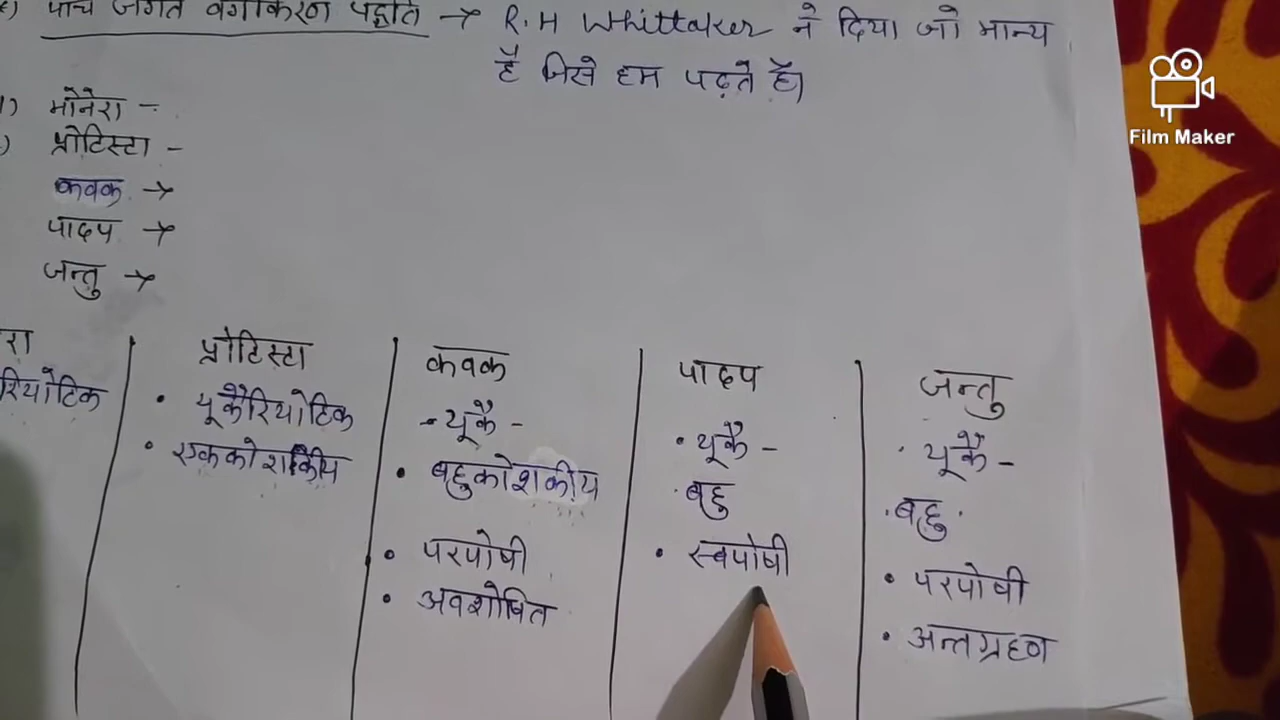 पांच जगत वर्गीकरण पद्धति → R.H Whittaker ने दिया जो मान्य
है जिसे हम पढ़ते है।
1) मोनेरा -
प्रोटिस्टा -
कवक →
पादप →
जन्तु →
रा
प्रोटिस्टा
कवक
पादप
जन्तु
रियोटिक
• यूकैरियोटिक
- यूकै -
• यूकै -
• यूकै -
• एककोशकिीय
• बहुकोशकीय
• बहु
• बहु •
• परपोषी
• स्वपोषी
• परपोषी
• अवशोषित
• अन्तग्रहण
Film Maker